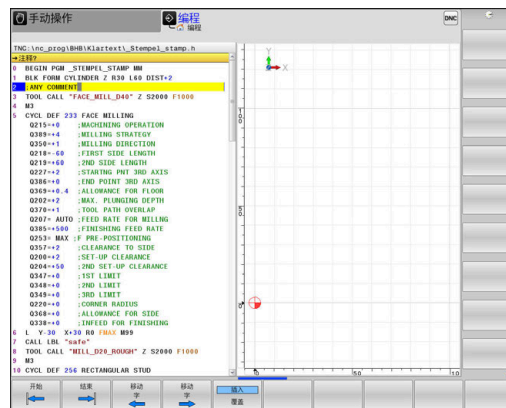 手动操作
编程
编程
DNC
TNC:\nc_prog\BHB\Klartext\_Stempel_stamp.h
→注释?
0 BEGIN PGM _STEMPEL_STAMP MM
1 BLK FORM CYLINDER Z R30 L60 DIST+2
2 ;ANY COMMENT
3 TOOL CALL "FACE_MILL_D40" Z S2000 F1000
4 M3
5 CYCL DEF 233 FACE MILLING
Q215=+0 ;MACHINING OPERATION
Q389=+4 ;MILLING STRATEGY
Q350=+1 ;MILLING DIRECTION
Q218=-60 ;FIRST SIDE LENGTH
Q219=+60 ;2ND SIDE LENGTH
Q227=+2 ;STARTNG PNT 3RD AXIS
Q386=+0 ;END POINT 3RD AXIS
Q369=+0.4 ;ALLOWANCE FOR FLOOR
Q202=+2 ;MAX. PLUNGING DEPTH
Q370=+1 ;TOOL PATH OVERLAP
Q207= AUTO ;FEED RATE FOR MILLNG
Q385=+500 ;FINISHING FEED RATE
Q253= MAX ;F PRE-POSITIONING
Q357=+2 ;CLEARANCE TO SIDE
Q200=+2 ;SET-UP CLEARANCE
Q204=+50 ;2ND SET-UP CLEARANCE
Q347=+0 ;1ST LIMIT
Q348=+0 ;2ND LIMIT
Q349=+0 ;3RD LIMIT
Q220=+0 ;CORNER RADIUS
Q368=+0 ;ALLOWANCE FOR SIDE
Q338=+0 ;INFEED FOR FINISHING
6 L Y-30 X+30 R0 FMAX M99
7 CALL LBL "safe"
8 TOOL CALL "MILL_D20_ROUGH" Z S2000 F1000
9 M3
10 CYCL DEF 256 RECTANGULAR STUD
Y
X
100
50
0
0
50
10
开始
结束
移动
字
移动
字
插入
覆盖